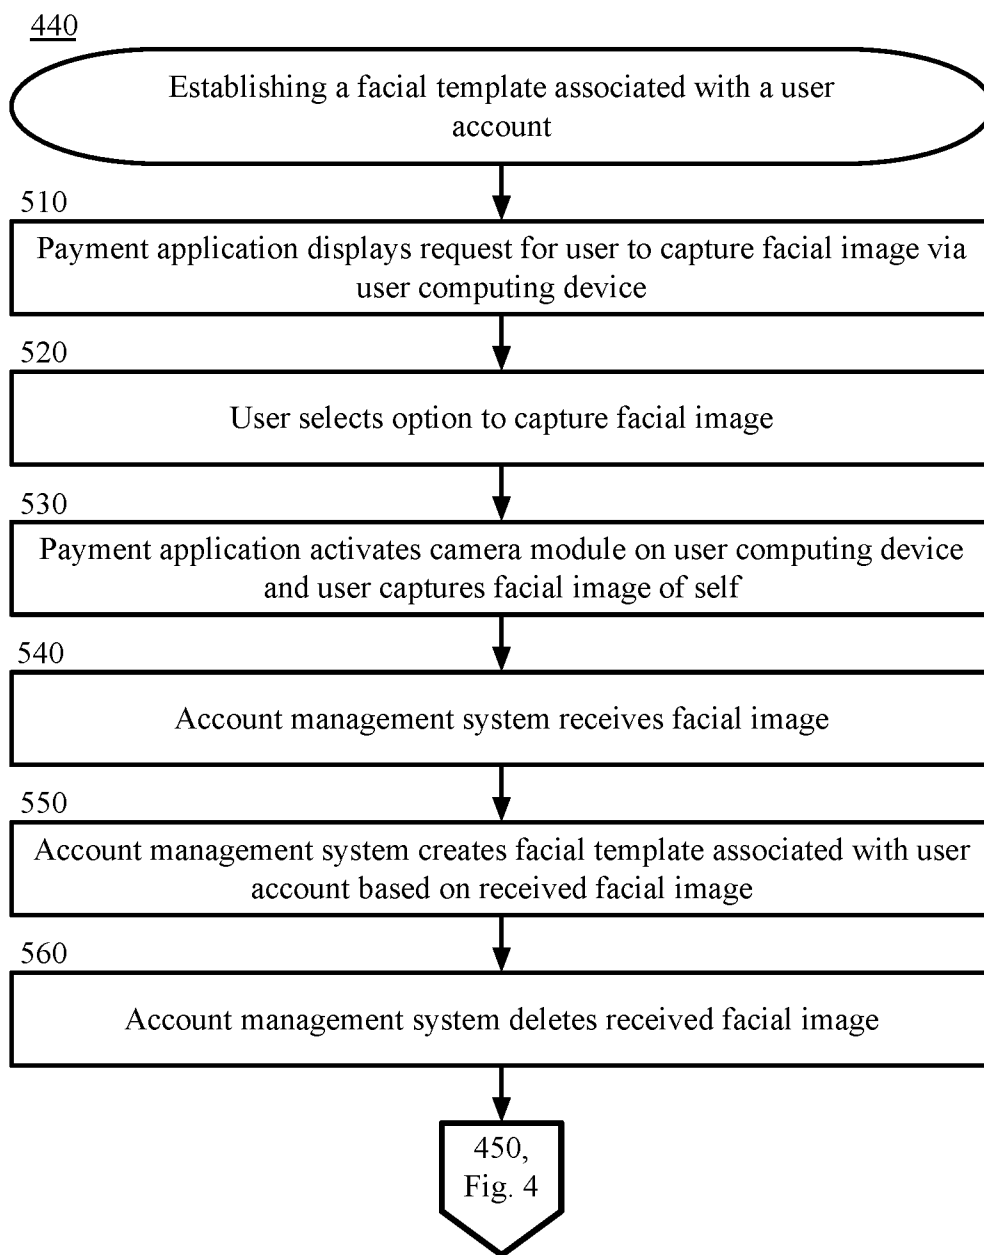 440
Establishing a facial template associated with a user
account
510
Payment application displays request for user to capture facial image via
user computing device
520
User selects option to capture facial image
530
Payment application activates camera module on user computing device
and user captures facial image of self
540
Account management system receives facial image
550
Account management system creates facial template associated with user
account based on received facial image
560
Account management system deletes received facial image
450,
Fig. 4